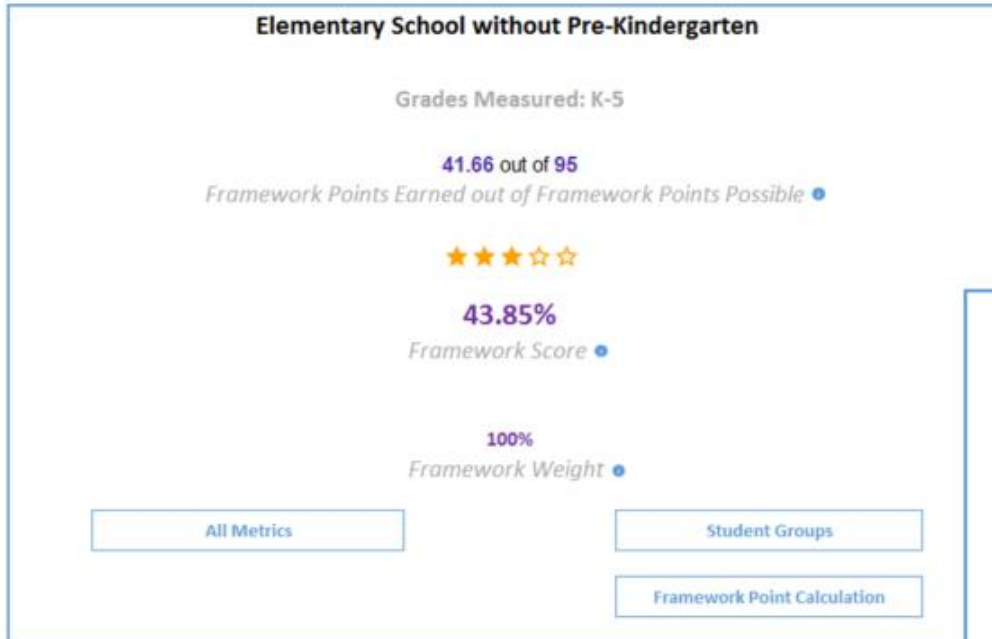 Elementary School without Pre-Kindergarten
Grades Measured: K-5
41.66 out of 95
Framework Points Earned out of Framework Points Possible
43.85%
Framework Score
100%
Framework Weight
All Metrics
Student Groups
Framework Point Calculation